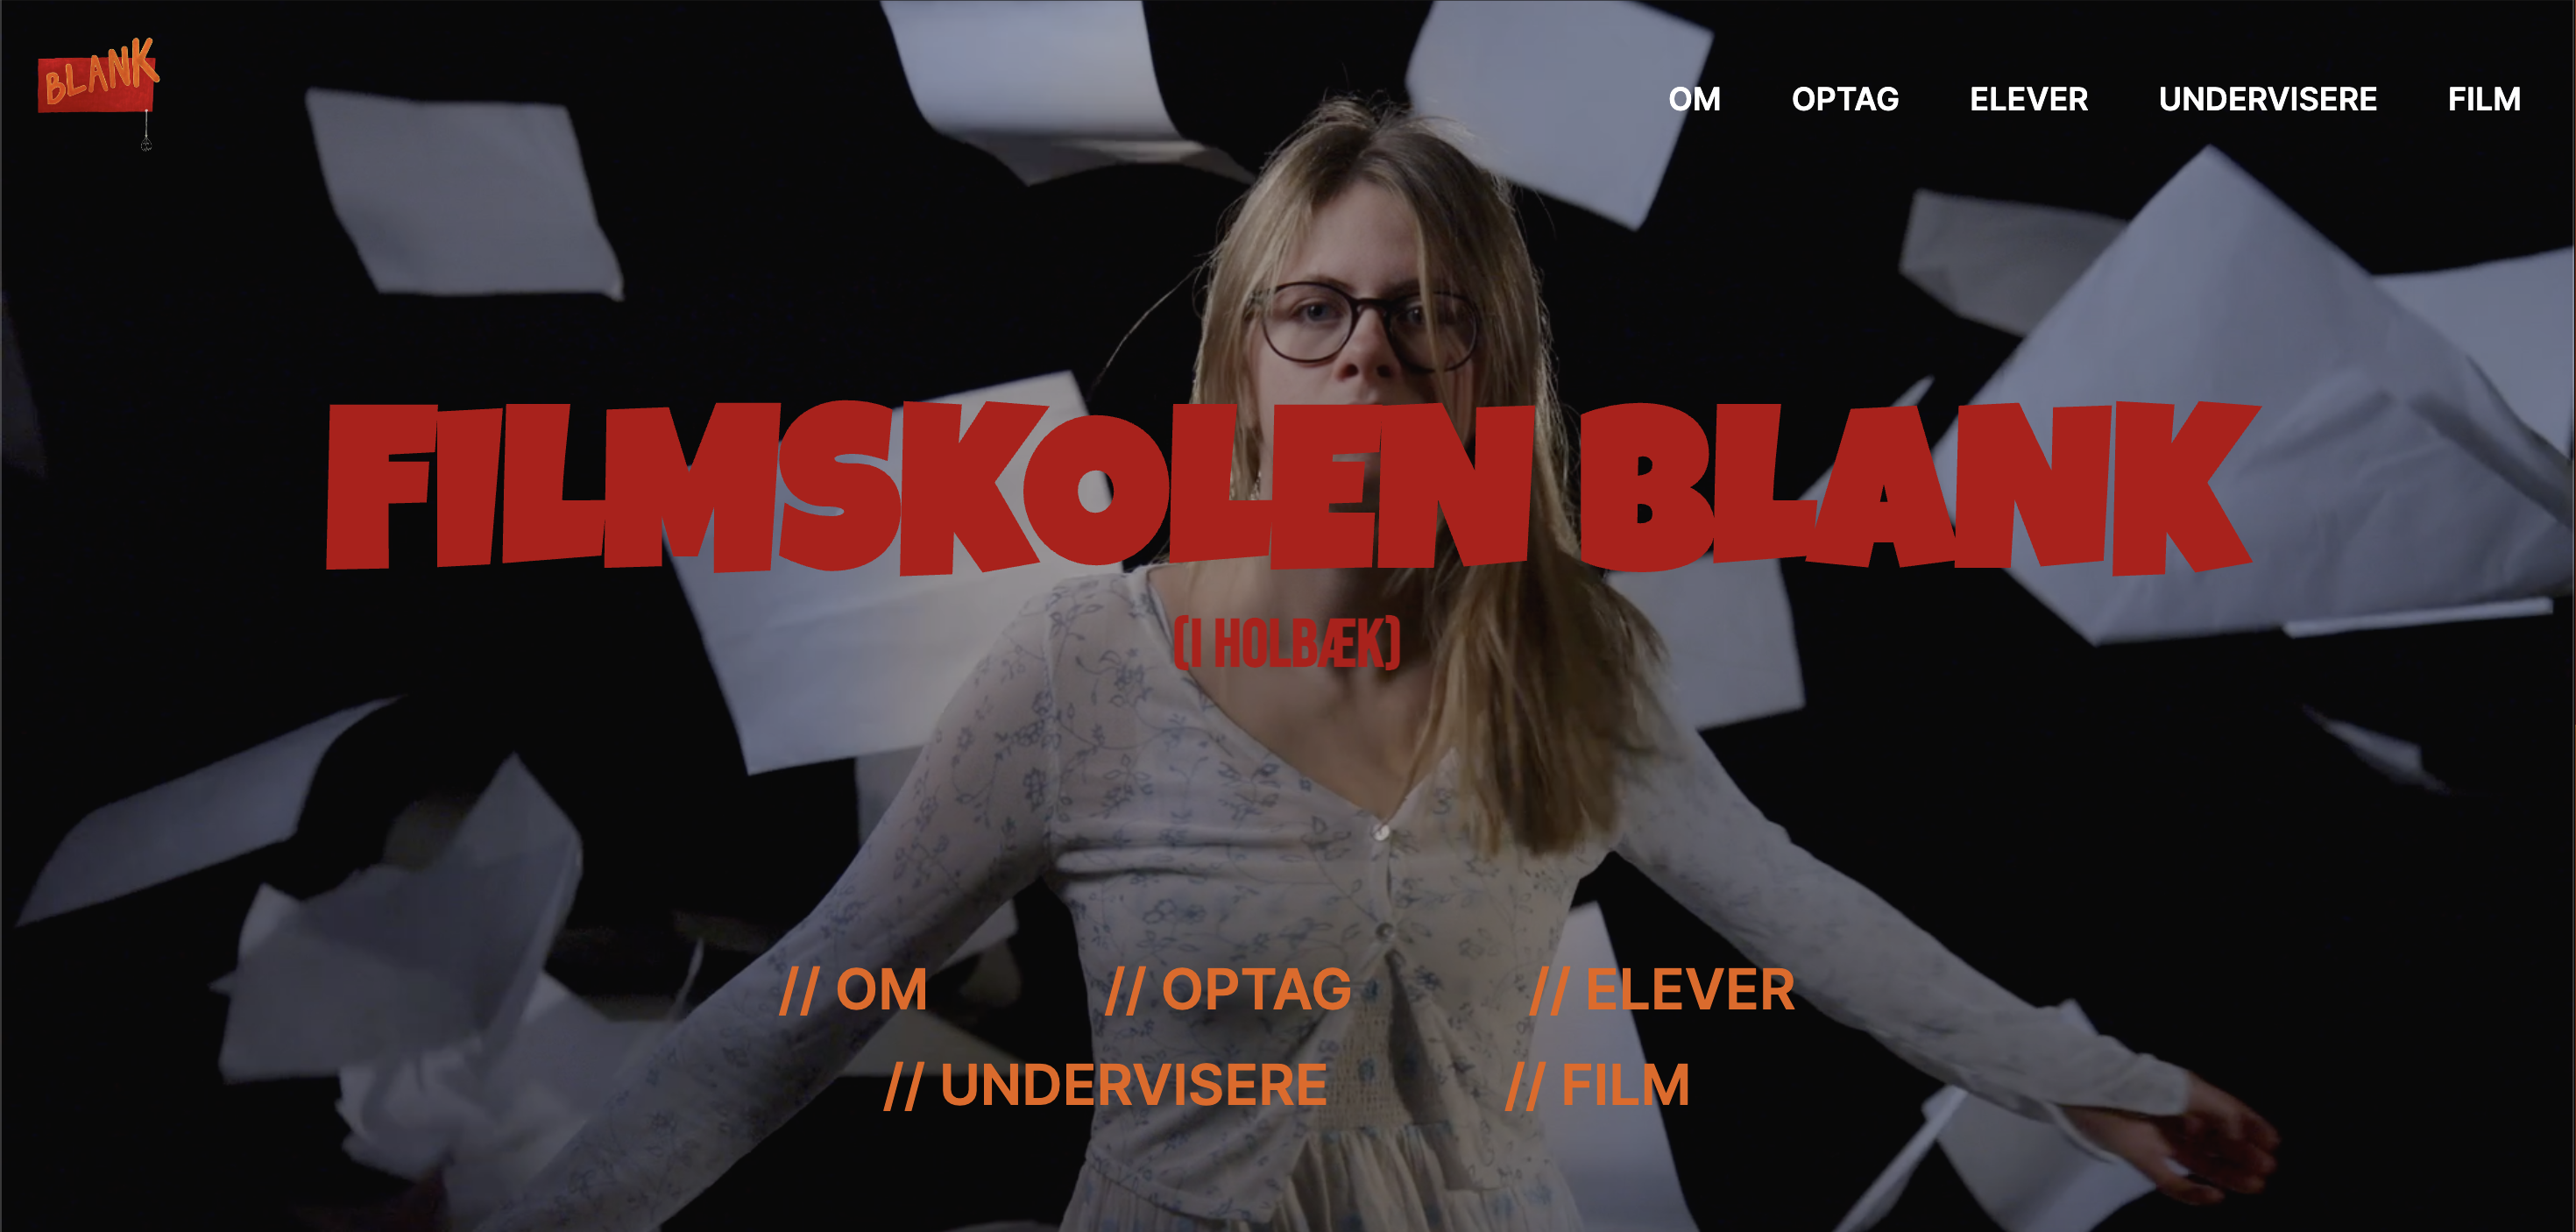 BLANK
OM OPTAG ELEVER UNDERVISERE FILM
FILMSKOLEN BLANK
(I HOLBÆK)
// OM // OPTAG // ELEVER
// UNDERVISERE // FILM